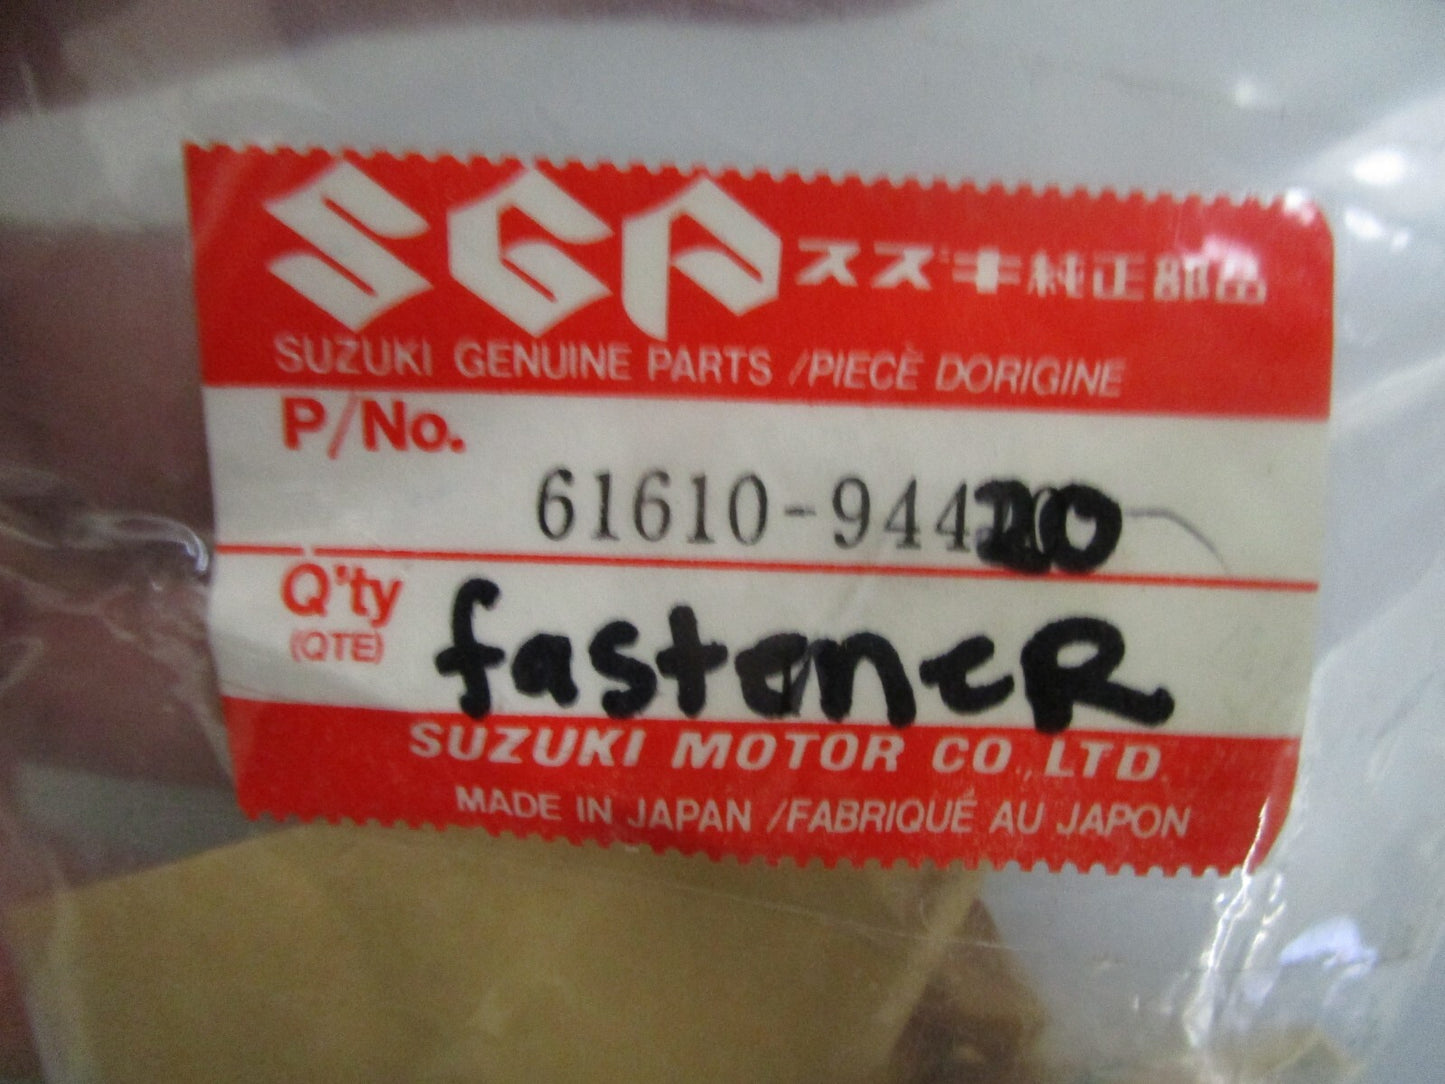 SGP スズキ純正部品
SUZUKI GENUINE PARTS /PIECÈ DORIGINE
P/No.
61610-94420
Q'ty
(QTE)
fasteneR
SUZUKI MOTOR CO.,LTD.
MADE IN JAPAN /FABRIQUÉ AU JAPON